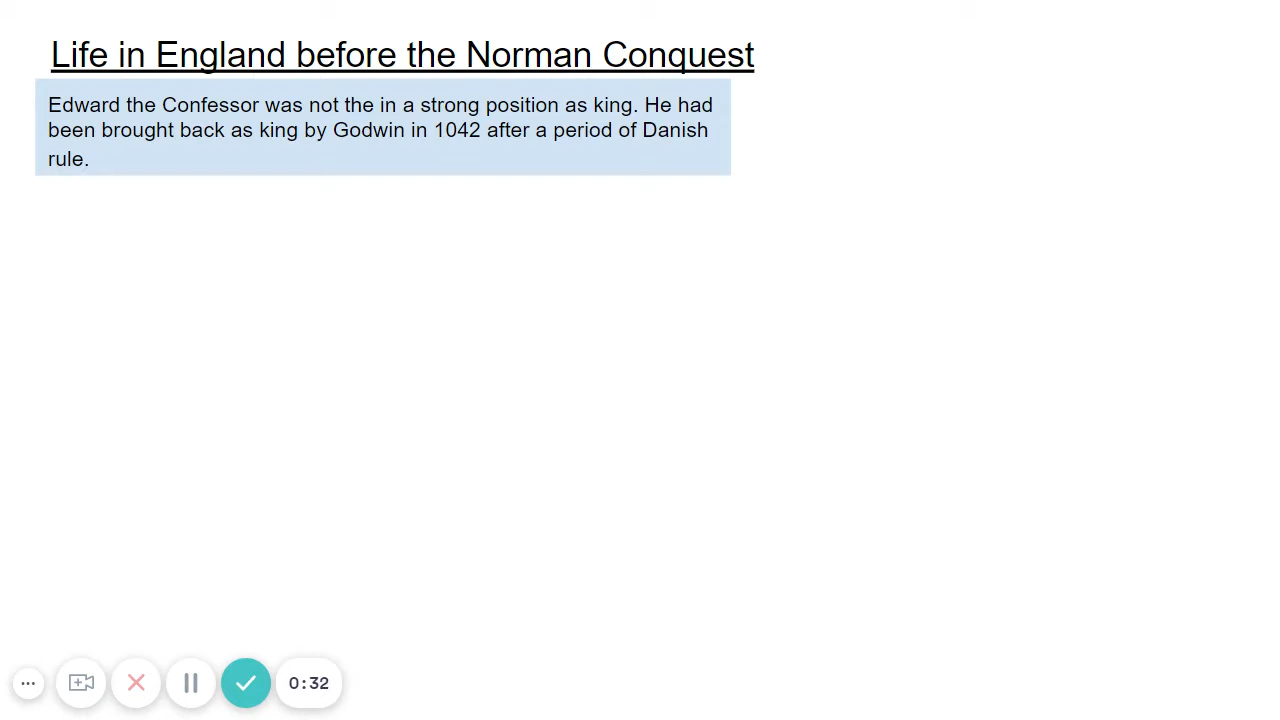 Life in England before the Norman Conquest
Edward the Confessor was not the in a strong position as king. He had
been brought back as king by Godwin in 1042 after a period of Danish
rule.
0:32